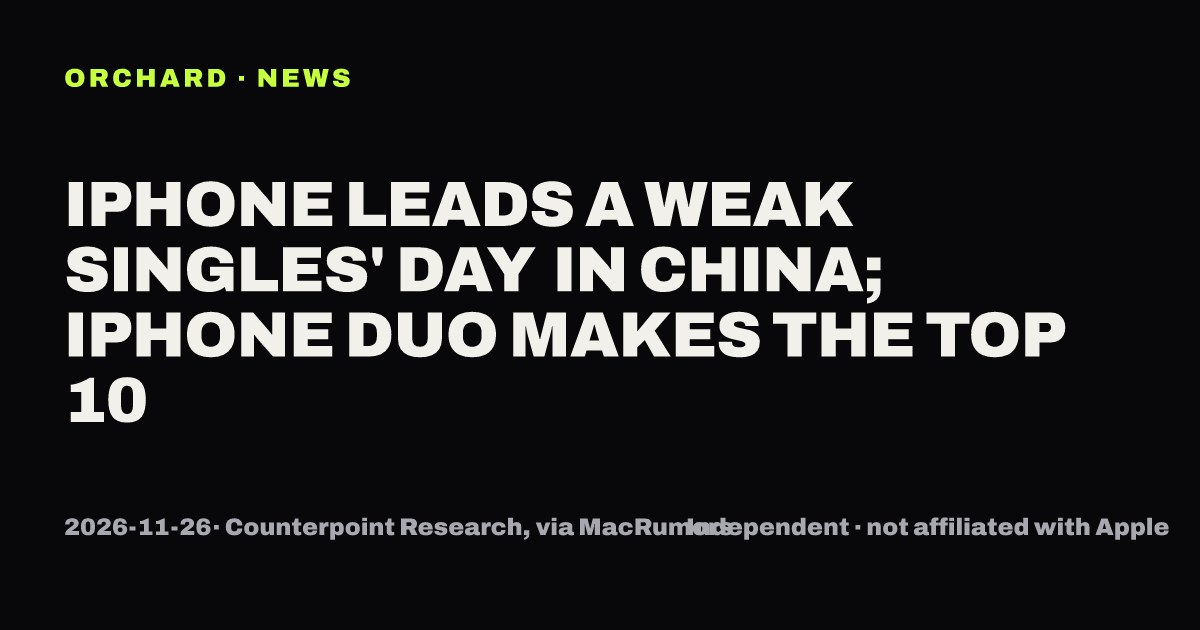 ORCHARD · NEWS
IPHONE LEADS A WEAK
SINGLES' DAY IN CHINA;
IPHONE DUO MAKES THE TOP
10
2026-11-26· Counterpoint Research, via MacRumors
Independent · not affiliated with Apple